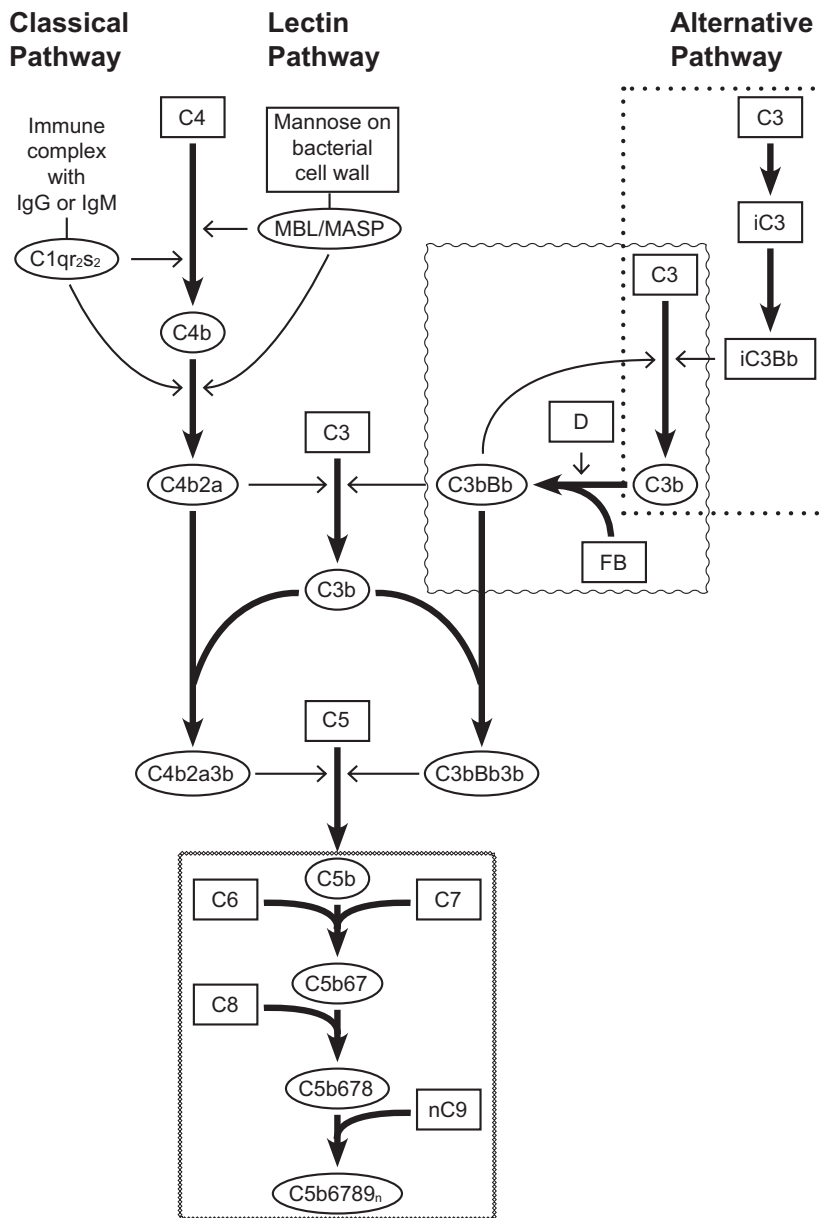 Classical
Pathway
Lectin
Pathway
Alternative
Pathway
C4
Immune
complex
with
IgG or IgM
Mannose on
bacterial
cell wall
C3
C1qr₂s₂
MBL/MASP
iC3
C3
C4b
iC3Bb
C3
D
C4b2a
C3bBb
C3b
FB
C3b
C5
C4b2a3b
C3bBb3b
C5b
C6
C7
C5b67
C8
C5b678
nC9
C5b6789ₙ